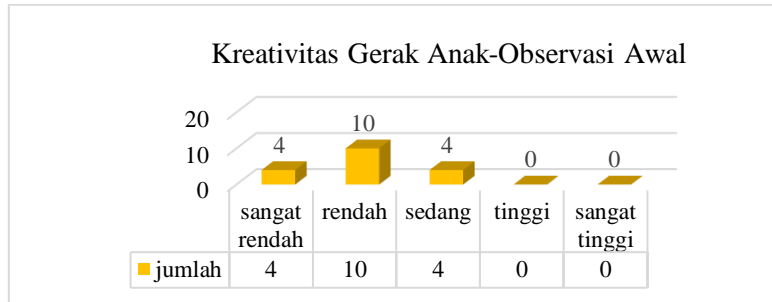 Kreativitas Gerak Anak-Observasi Awal
20
10
0
4
10
4
0
0
sangat rendah
rendah
sedang
tinggi
sangat tinggi
jumlah 4 10 4 0 0